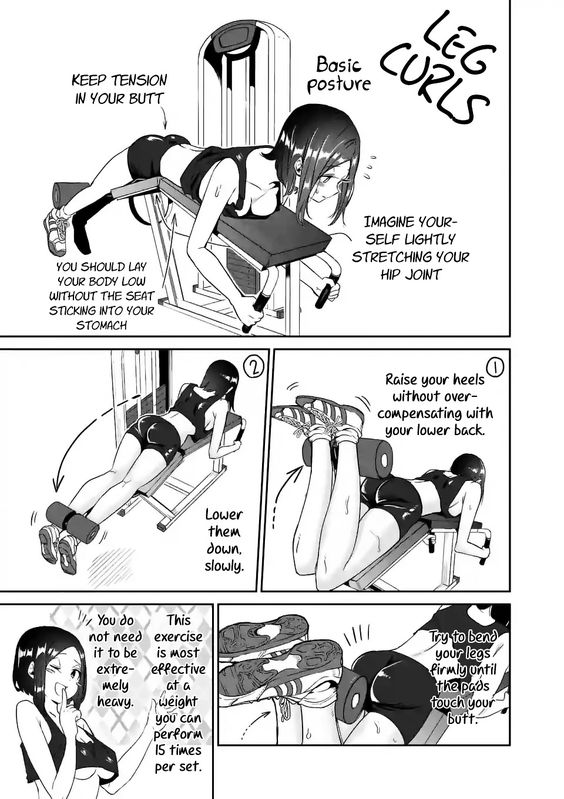 LEG
CURLS
Basic
posture
KEEP TENSION
IN YOUR BUTT
IMAGINE YOUR-
SELF LIGHTLY
STRETCHING YOUR
HIP JOINT
YOU SHOULD LAY
YOUR BODY LOW
WITHOUT THE SEAT
STICKING INTO YOUR
STOMACH
1
Raise your heels
without over-
compensating with
your lower back.
2
Lower
them
down,
slowly.
Try to bend
your legs
firmly until
the pads
touch your
butt.
This
exercise
is most
effective
at a
weight
you can
perform
15 times
per set.
You do
not need
it to be
extre-
mely
heavy.